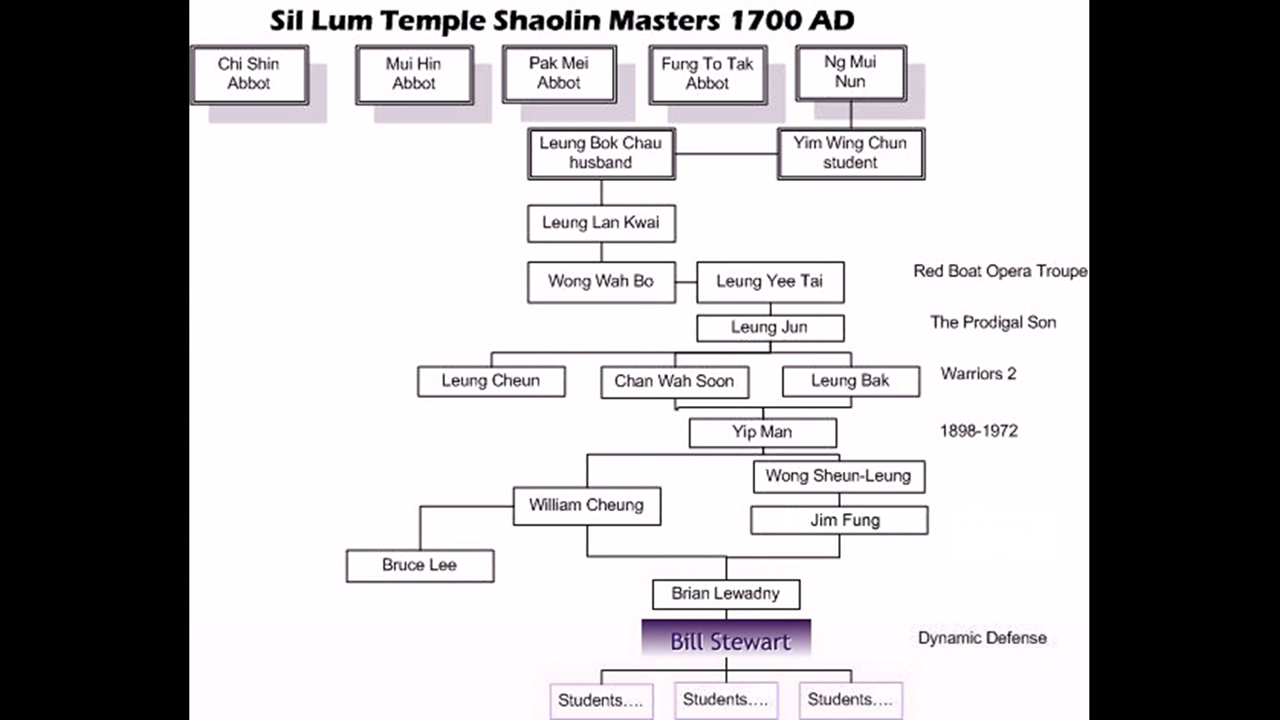 Sil Lum Temple Shaolin Masters 1700 AD
Chi Shin
Abbot
Mui Hin
Abbot
Pak Mei
Abbot
Fung To Tak
Abbot
Ng Mui
Nun
Leung Bok Chau
husband
Yim Wing Chun
student
Leung Lan Kwai
Wong Wah Bo
Leung Yee Tai
Red Boat Opera Troupe
Leung Jun
The Prodigal Son
Leung Cheun
Chan Wah Soon
Leung Bak
Warriors 2
Yip Man
1898-1972
Wong Sheun-Leung
William Cheung
Jim Fung
Bruce Lee
Brian Lewadny
Bill Stewart
Dynamic Defense
Students....
Students....
Students....